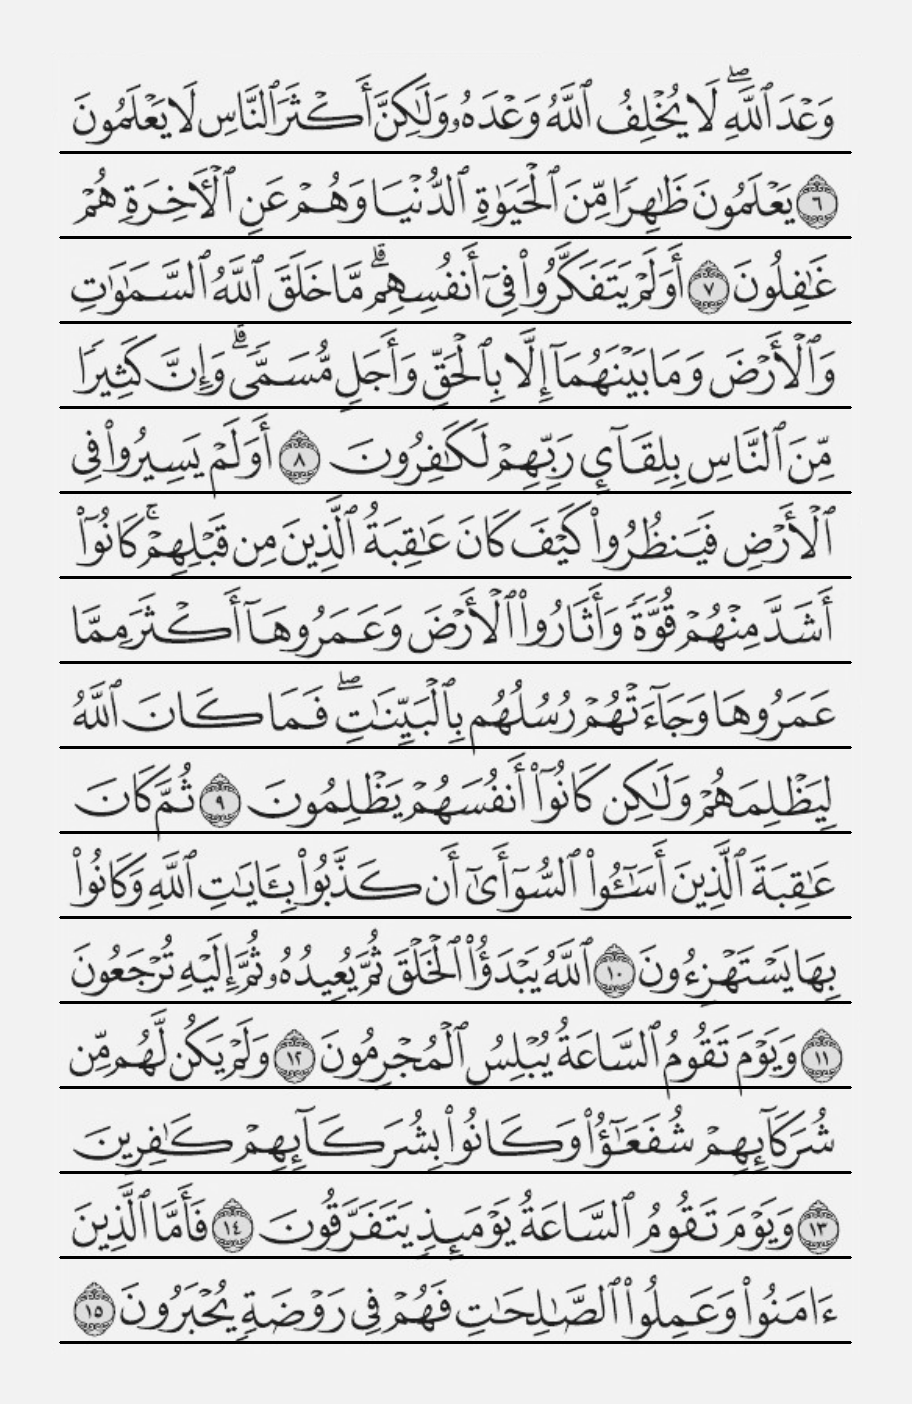 وَعْدَ ٱللَّهِ ۖ لَا يُخْلِفُ ٱللَّهُ وَعْدَهُۥ وَلَـٰكِنَّ أَكْثَرَ ٱلنَّاسِ لَا يَعْلَمُونَ
٦ يَعْلَمُونَ ظَـٰهِرًا مِّنَ ٱلْحَيَوٰةِ ٱلدُّنْيَا وَهُمْ عَنِ ٱلْـَٔاخِرَةِ هُمْ
غَـٰفِلُونَ ٧ أَوَلَمْ يَتَفَكَّرُوا۟ فِىٓ أَنفُسِهِم ۗ مَّا خَلَقَ ٱللَّهُ ٱلسَّمَـٰوَٰتِ
وَٱلْأَرْضَ وَمَا بَيْنَهُمَآ إِلَّا بِٱلْحَقِّ وَأَجَلٍ مُّسَمًّى ۗ وَإِنَّ كَثِيرًا
مِّنَ ٱلنَّاسِ بِلِقَآئِ رَبِّهِمْ لَكَـٰفِرُونَ ٨ أَوَلَمْ يَسِيرُوا۟ فِى
ٱلْأَرْضِ فَيَنظُرُوا۟ كَيْفَ كَانَ عَـٰقِبَةُ ٱلَّذِينَ مِن قَبْلِهِمْ ۚ كَانُوٓا۟
أَشَدَّ مِنْهُمْ قُوَّةً وَأَثَارُوا۟ ٱلْأَرْضَ وَعَمَرُوهَآ أَكْثَرَ مِمَّا
عَمَرُوهَا وَجَآءَتْهُمْ رُسُلُهُم بِٱلْبَيِّنَـٰتِ ۖ فَمَا كَانَ ٱللَّهُ
لِيَظْلِمَهُمْ وَلَـٰكِن كَانُوٓا۟ أَنفُسَهُمْ يَظْلِمُونَ ٩ ثُمَّ كَانَ
عَـٰقِبَةَ ٱلَّذِينَ أَسَـٰٓـُٔوا۟ ٱلسُّوٓأَىٰٓ أَن كَذَّبُوا۟ بِـَٔايَـٰتِ ٱللَّهِ وَكَانُوا۟
بِهَا يَسْتَهْزِءُونَ ١٠ ٱللَّهُ يَبْدَؤُا۟ ٱلْخَلْقَ ثُمَّ يُعِيدُهُۥ ثُمَّ إِلَيْهِ تُرْجَعُونَ
١١ وَيَوْمَ تَقُومُ ٱلسَّاعَةُ يُبْلِسُ ٱلْمُجْرِمُونَ ١٢ وَلَمْ يَكُن لَّهُم مِّن
شُرَكَآئِهِمْ شُفَعَـٰٓؤُا۟ وَكَانُوا۟ بِشُرَكَآئِهِمْ كَـٰفِرِينَ
١٣ وَيَوْمَ تَقُومُ ٱلسَّاعَةُ يَوْمَئِذٍ يَتَفَرَّقُونَ ١٤ فَأَمَّا ٱلَّذِينَ
ءَامَنُوا۟ وَعَمِلُوا۟ ٱلصَّـٰلِحَـٰتِ فَهُمْ فِى رَوْضَةٍ يُحْبَرُونَ ١٥